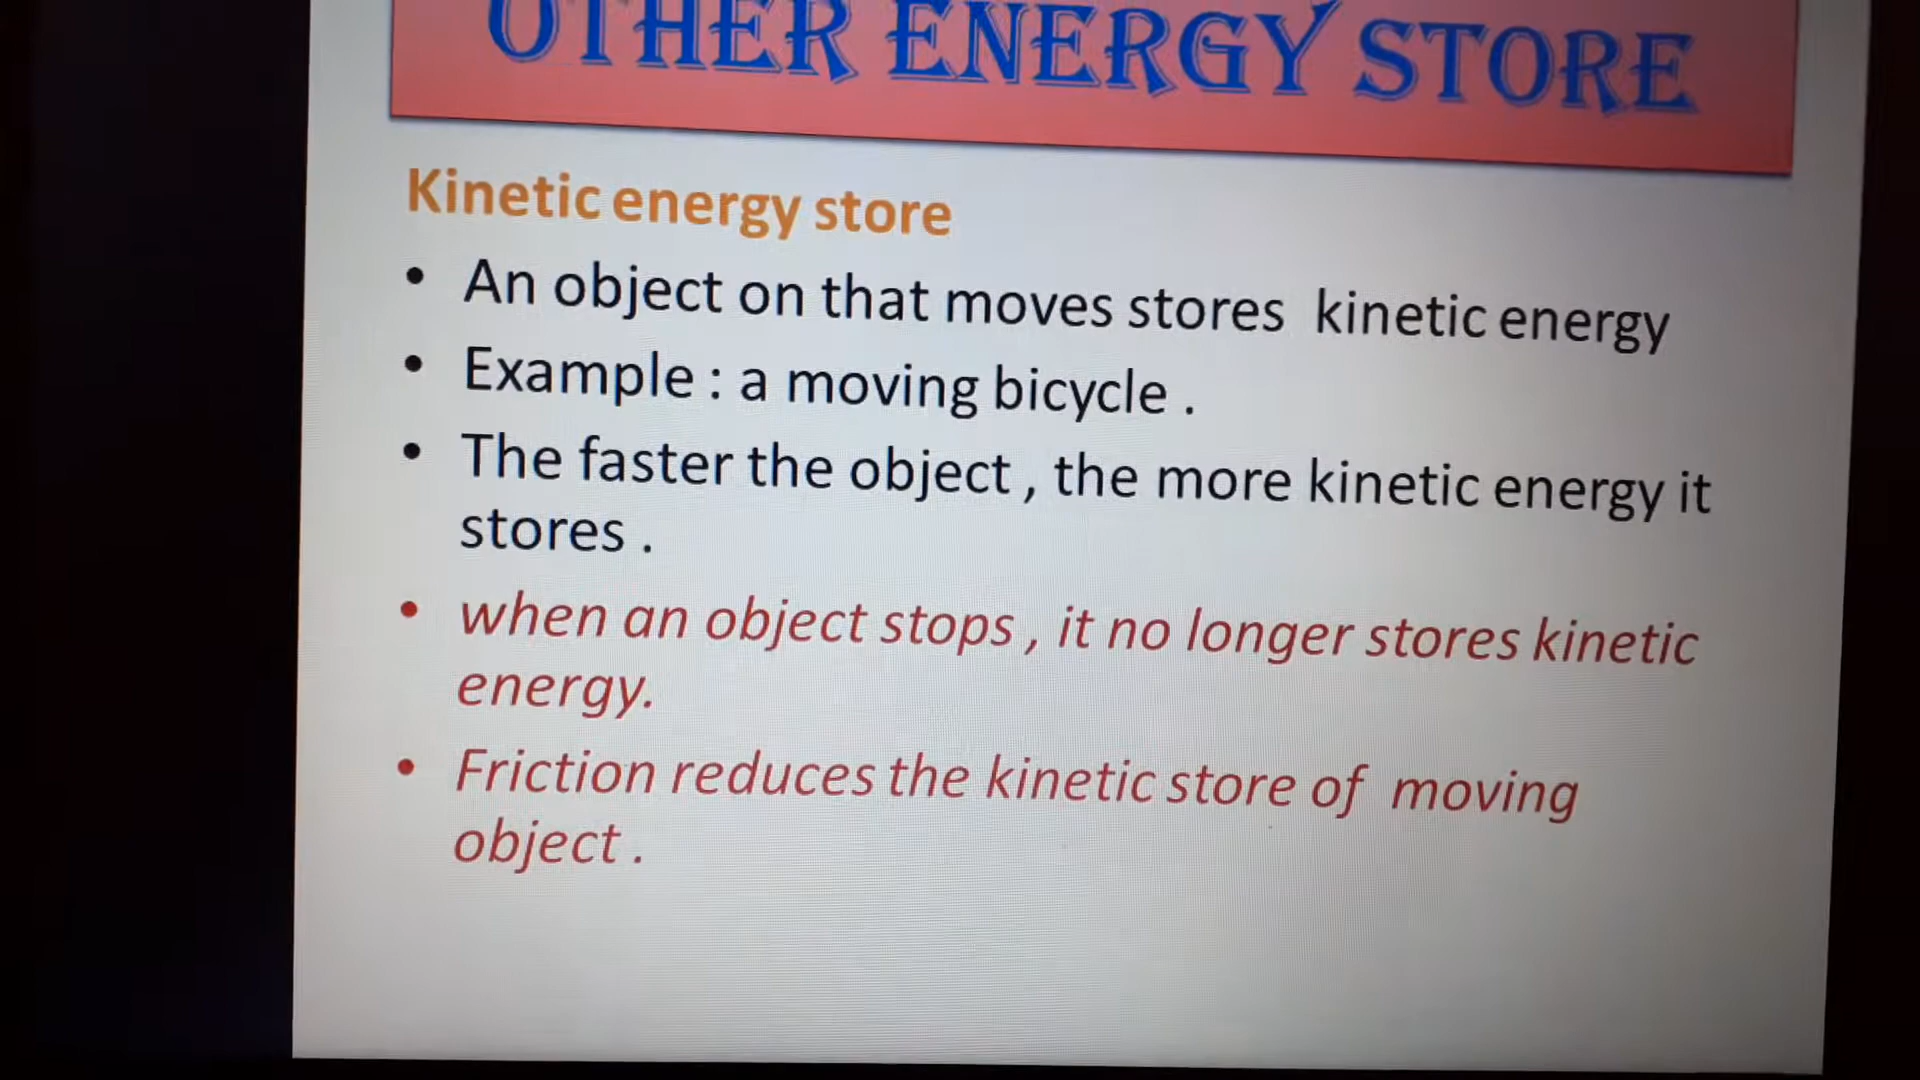 OTHER ENERGY STORE
Kinetic energy store
• An object on that moves stores kinetic energy
• Example : a moving bicycle .
• The faster the object , the more kinetic energy it
stores .
• when an object stops , it no longer stores kinetic
energy.
• Friction reduces the kinetic store of moving
object .